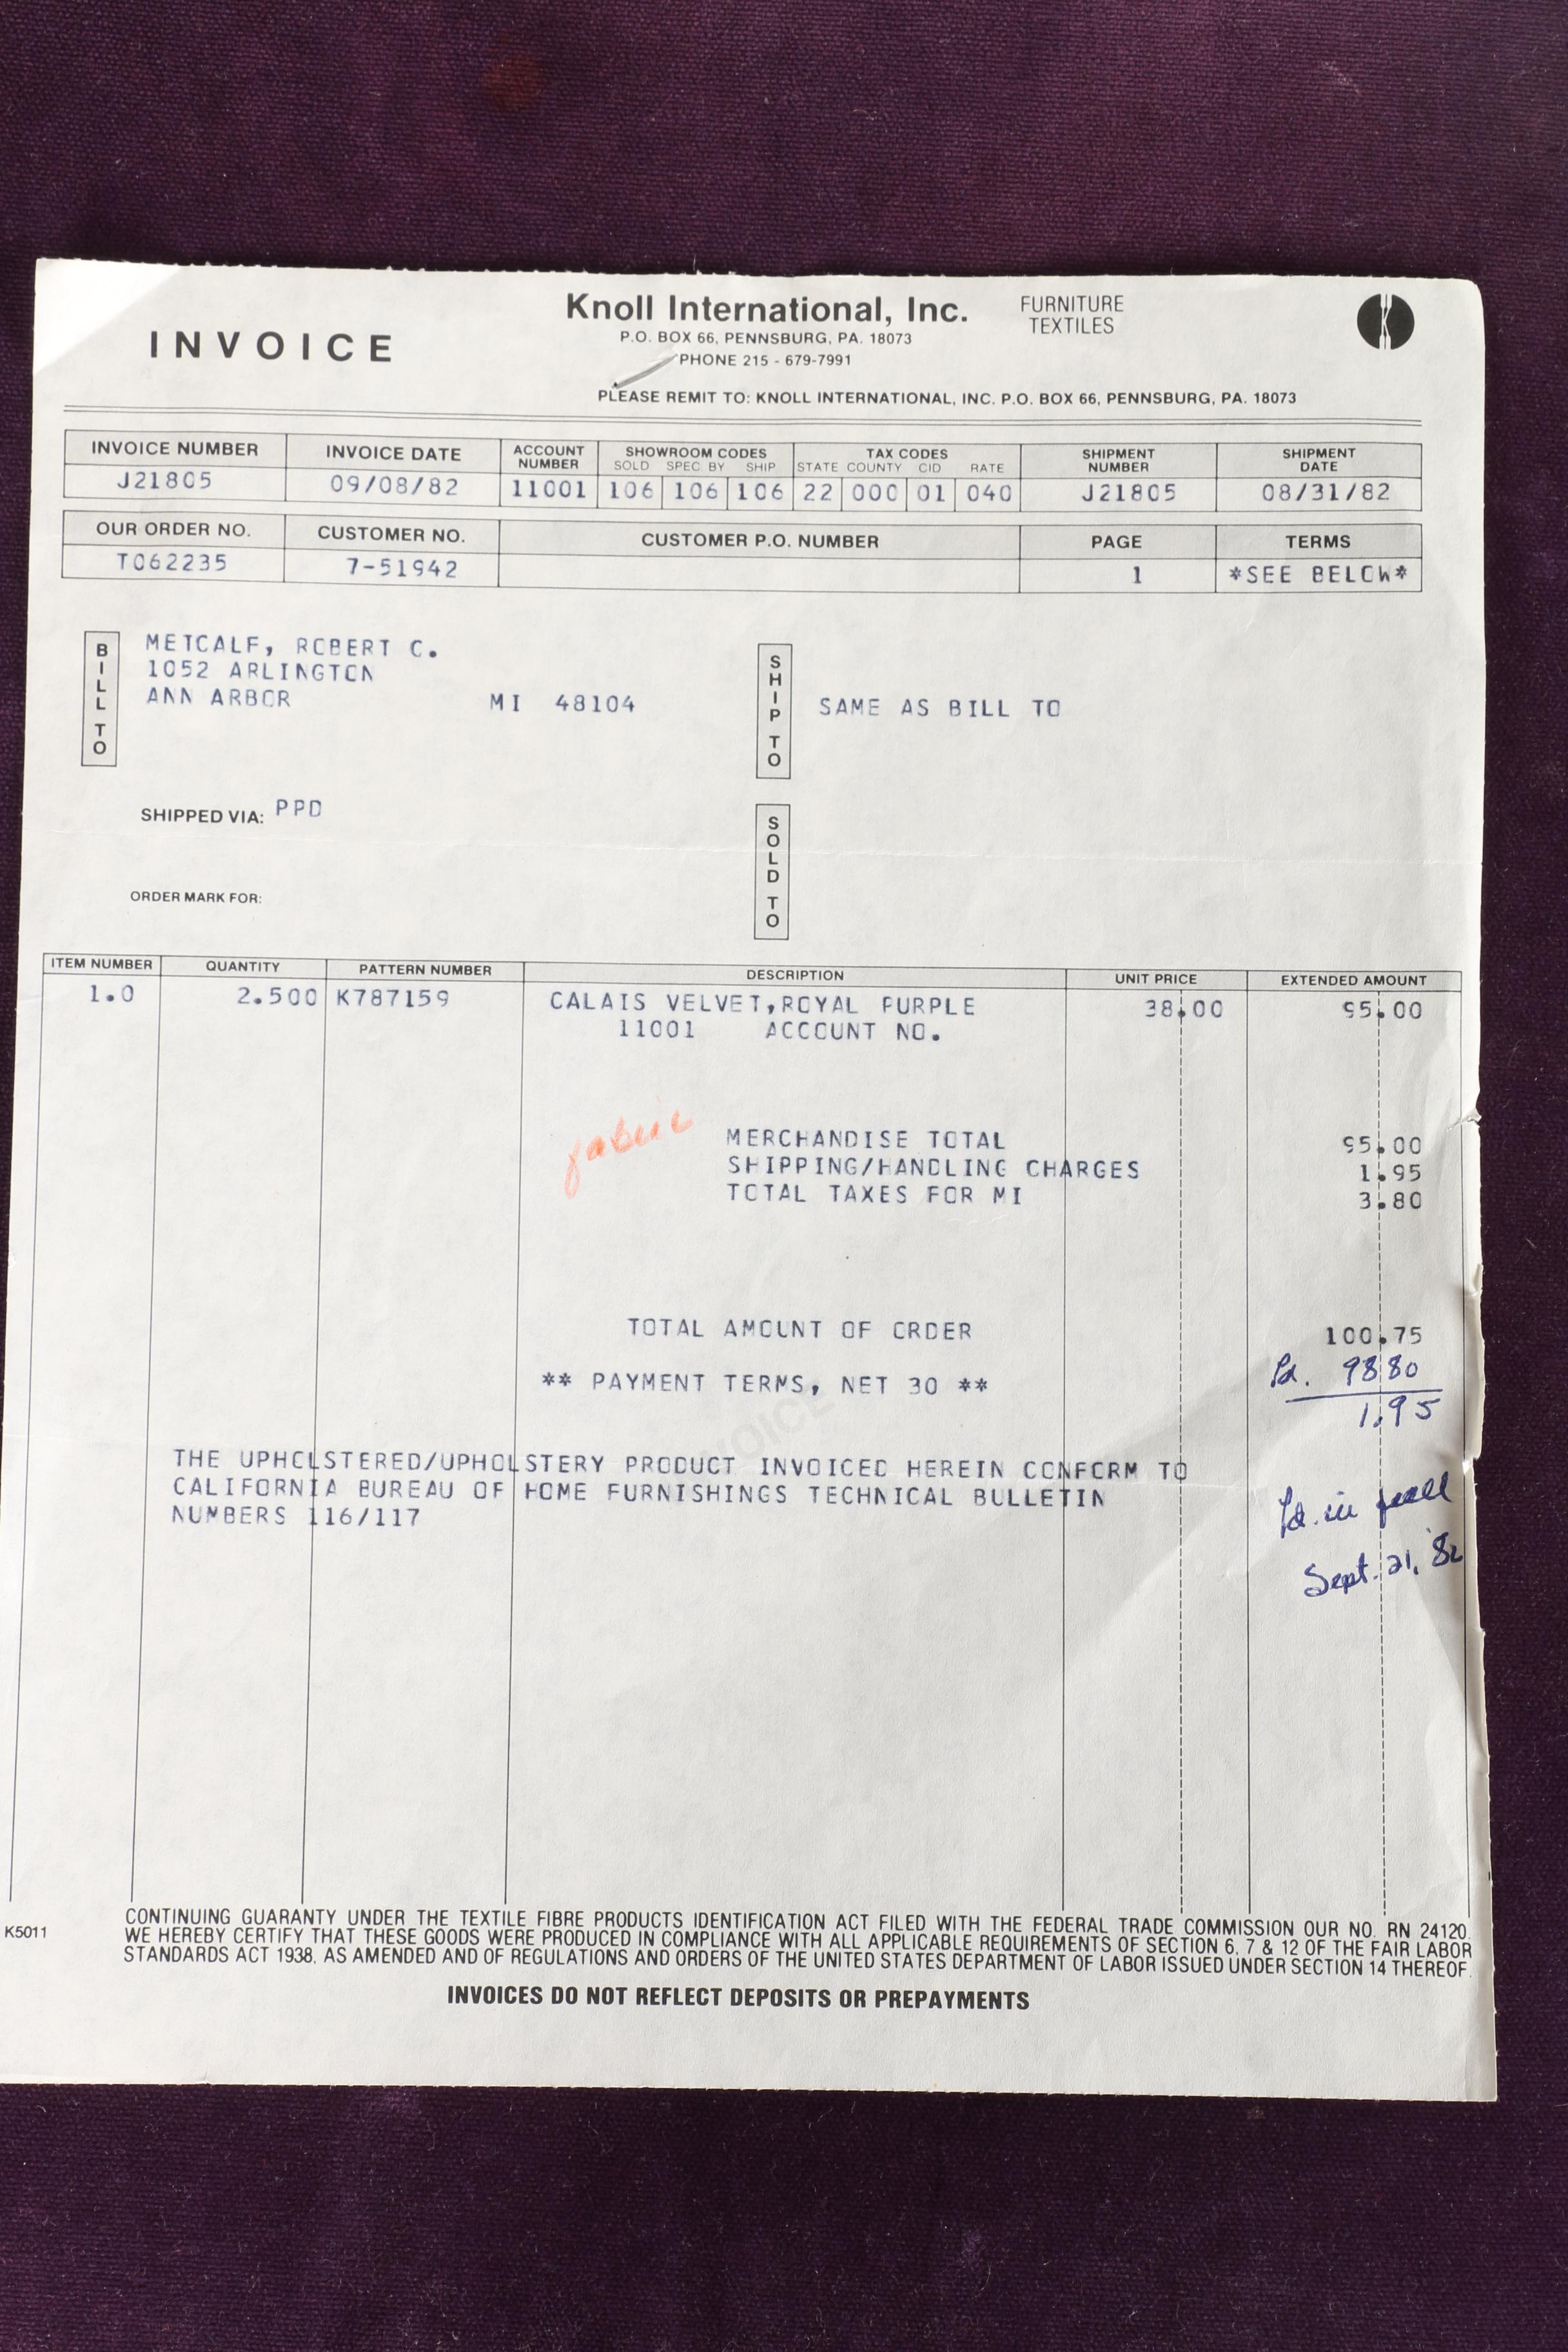 INVOICE
Knoll International, Inc.
FURNITURE
TEXTILES
P.O. BOX 66, PENNSBURG, PA. 18073
PHONE 215 - 679-7991
PLEASE REMIT TO: KNOLL INTERNATIONAL, INC. P.O. BOX 66, PENNSBURG, PA. 18073
INVOICE NUMBER INVOICE DATE ACCOUNT NUMBER SHOWROOM CODES SOLD SPEC BY SHIP TAX CODES STATE COUNTY CID RATE SHIPMENT NUMBER SHIPMENT DATE
J21805 09/08/82 11001 106 106 106 22 000 01 040 J21805 08/31/82
OUR ORDER NO. CUSTOMER NO. CUSTOMER P.O. NUMBER PAGE TERMS
T062235 7-51942 1 *SEE BELOW*
BILL TO
METCALF, ROBERT C.
1052 ARLINGTON
ANN ARBOR MI 48104
SHIP TO
SAME AS BILL TO
SHIPPED VIA: PPD
SOLD TO
ORDER MARK FOR:
ITEM NUMBER QUANTITY PATTERN NUMBER DESCRIPTION UNIT PRICE EXTENDED AMOUNT
1.0 2.500 K787159 CALAIS VELVET,ROYAL PURPLE 38.00 95.00
11001 ACCOUNT NO.
fabric
MERCHANDISE TOTAL 95.00
SHIPPING/HANDLING CHARGES 1.95
TOTAL TAXES FOR MI 3.80
TOTAL AMOUNT OF ORDER 100.75
Pd. 98.80
** PAYMENT TERMS, NET 30 **
1.95
THE UPHOLSTERED/UPHOLSTERY PRODUCT INVOICED HEREIN CONFORM TO
CALIFORNIA BUREAU OF HOME FURNISHINGS TECHNICAL BULLETIN
NUMBERS 116/117
Pd. in full
Sept. 21, '82
K5011
CONTINUING GUARANTY UNDER THE TEXTILE FIBRE PRODUCTS IDENTIFICATION ACT FILED WITH THE FEDERAL TRADE COMMISSION OUR NO. RN 24120.
WE HEREBY CERTIFY THAT THESE GOODS WERE PRODUCED IN COMPLIANCE WITH ALL APPLICABLE REQUIREMENTS OF SECTION 6, 7 & 12 OF THE FAIR LABOR
STANDARDS ACT 1938, AS AMENDED AND OF REGULATIONS AND ORDERS OF THE UNITED STATES DEPARTMENT OF LABOR ISSUED UNDER SECTION 14 THEREOF.
INVOICES DO NOT REFLECT DEPOSITS OR PREPAYMENTS